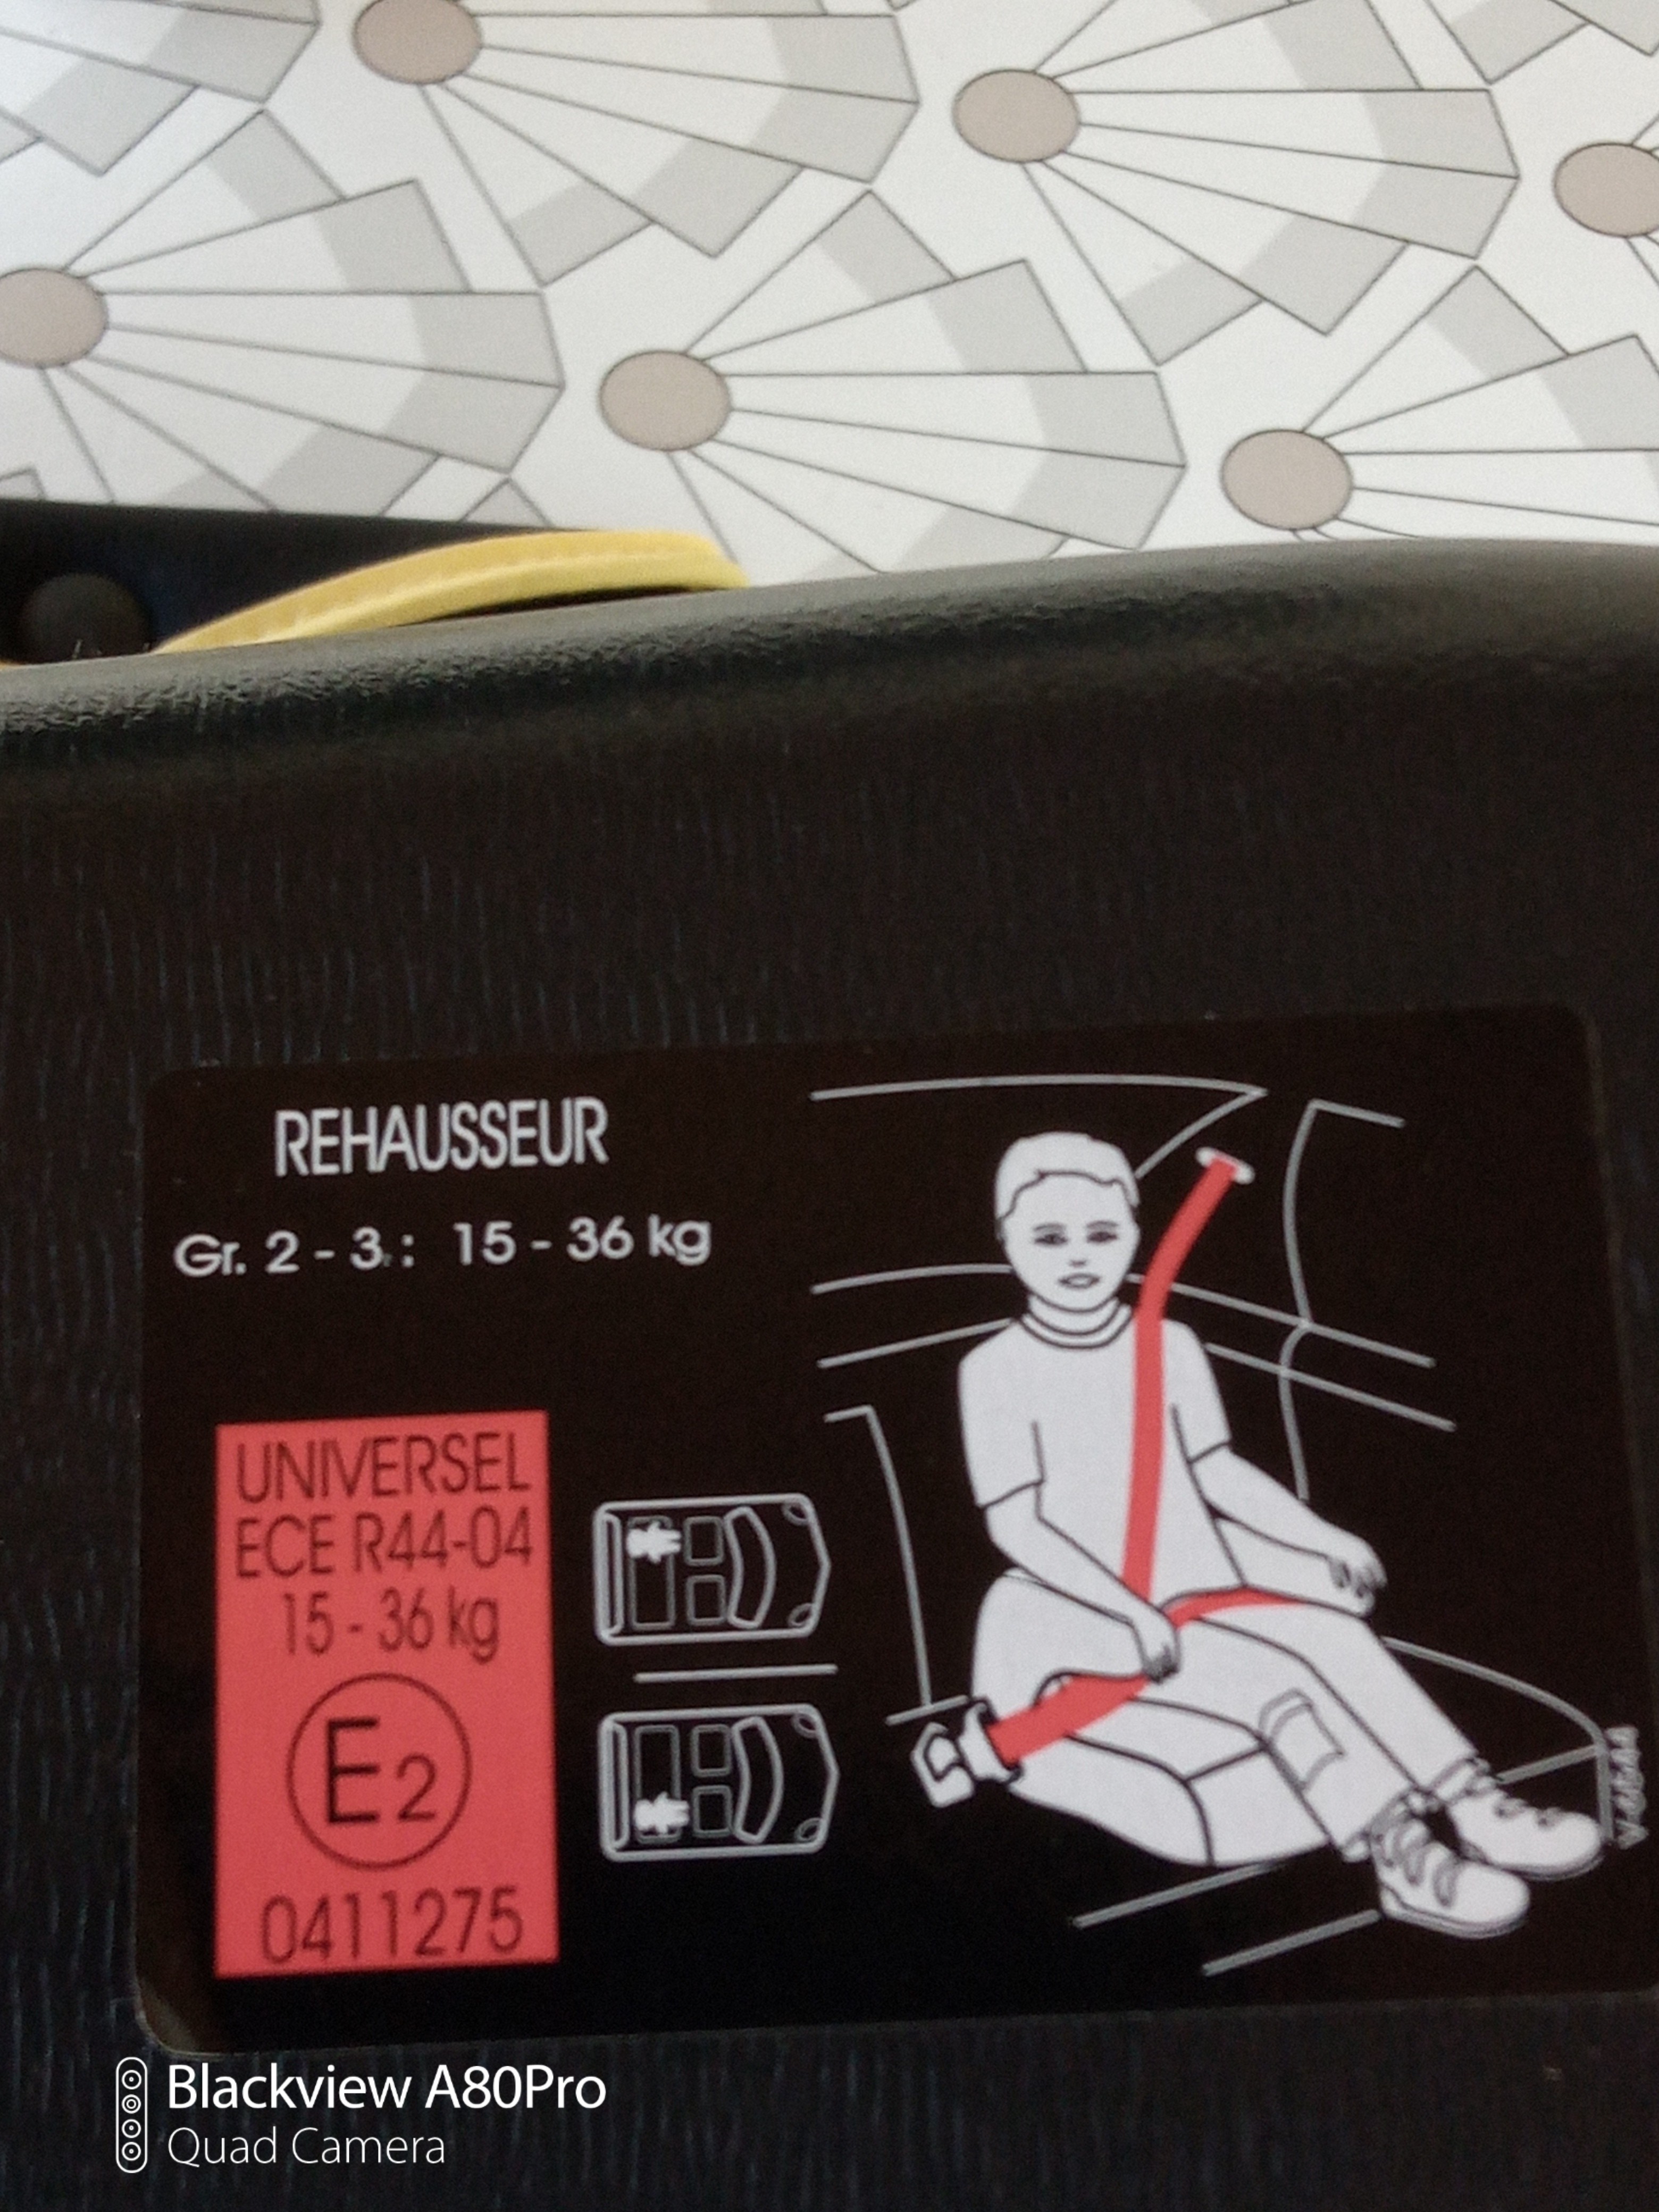 REHAUSSEUR
Gr. 2 - 3 : 15 - 36 kg
UNIVERSEL
ECE R44-04
15 - 36 kg
E2
0411275
Blackview A80Pro
Quad Camera